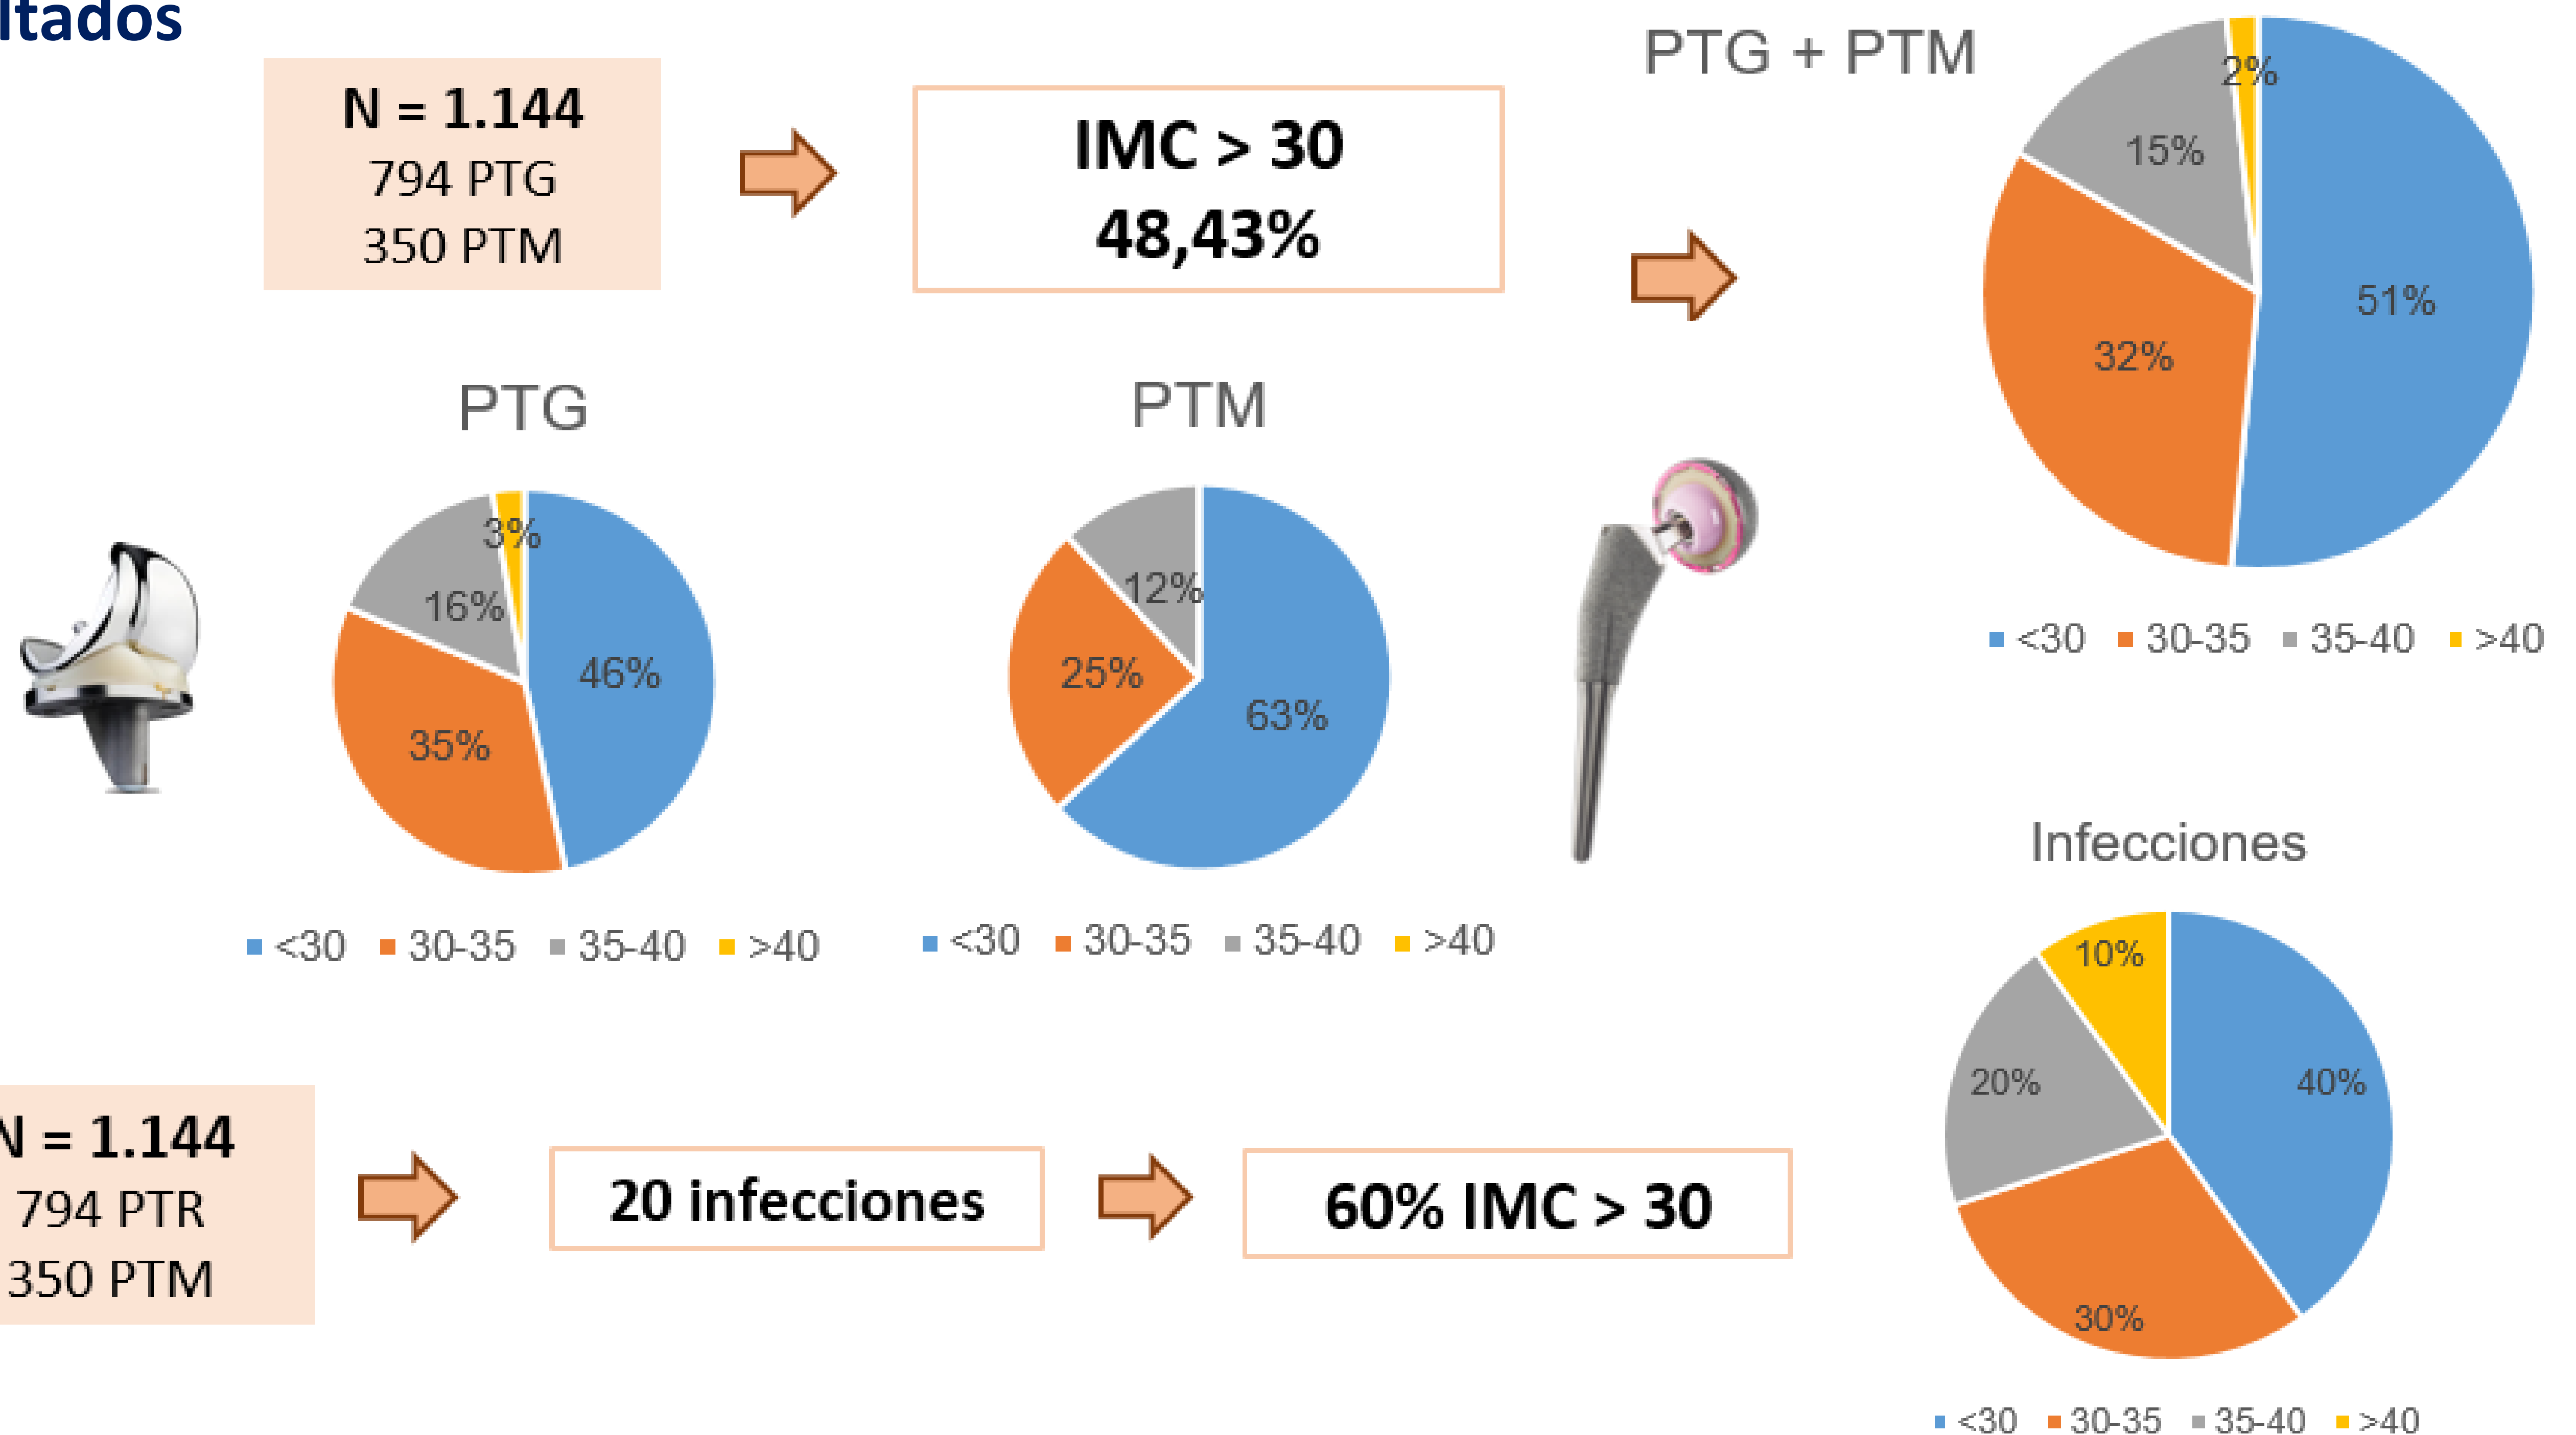 ltados
N = 1.144
794 PTG
350 PTM
IMC > 30
48,43%
PTG + PTM
2%
15%
51%
32%
<30 30-35 35-40 >40
PTG
3%
16%
46%
35%
<30 30-35 35-40 >40
PTM
12%
25%
63%
<30 30-35 35-40 >40
Infecciones
10%
20%
40%
30%
<30 30-35 35-40 >40
N = 1.144
794 PTR
350 PTM
20 infecciones
60% IMC > 30